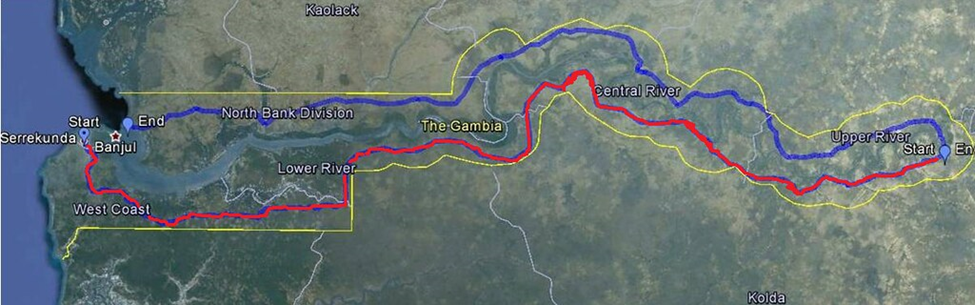 Kaolack
Start
End
North Bank Division
Central River
Serrekunda
Banjul
The Gambia
Upper River
Start
En
Lower River
West Coast
Kolda